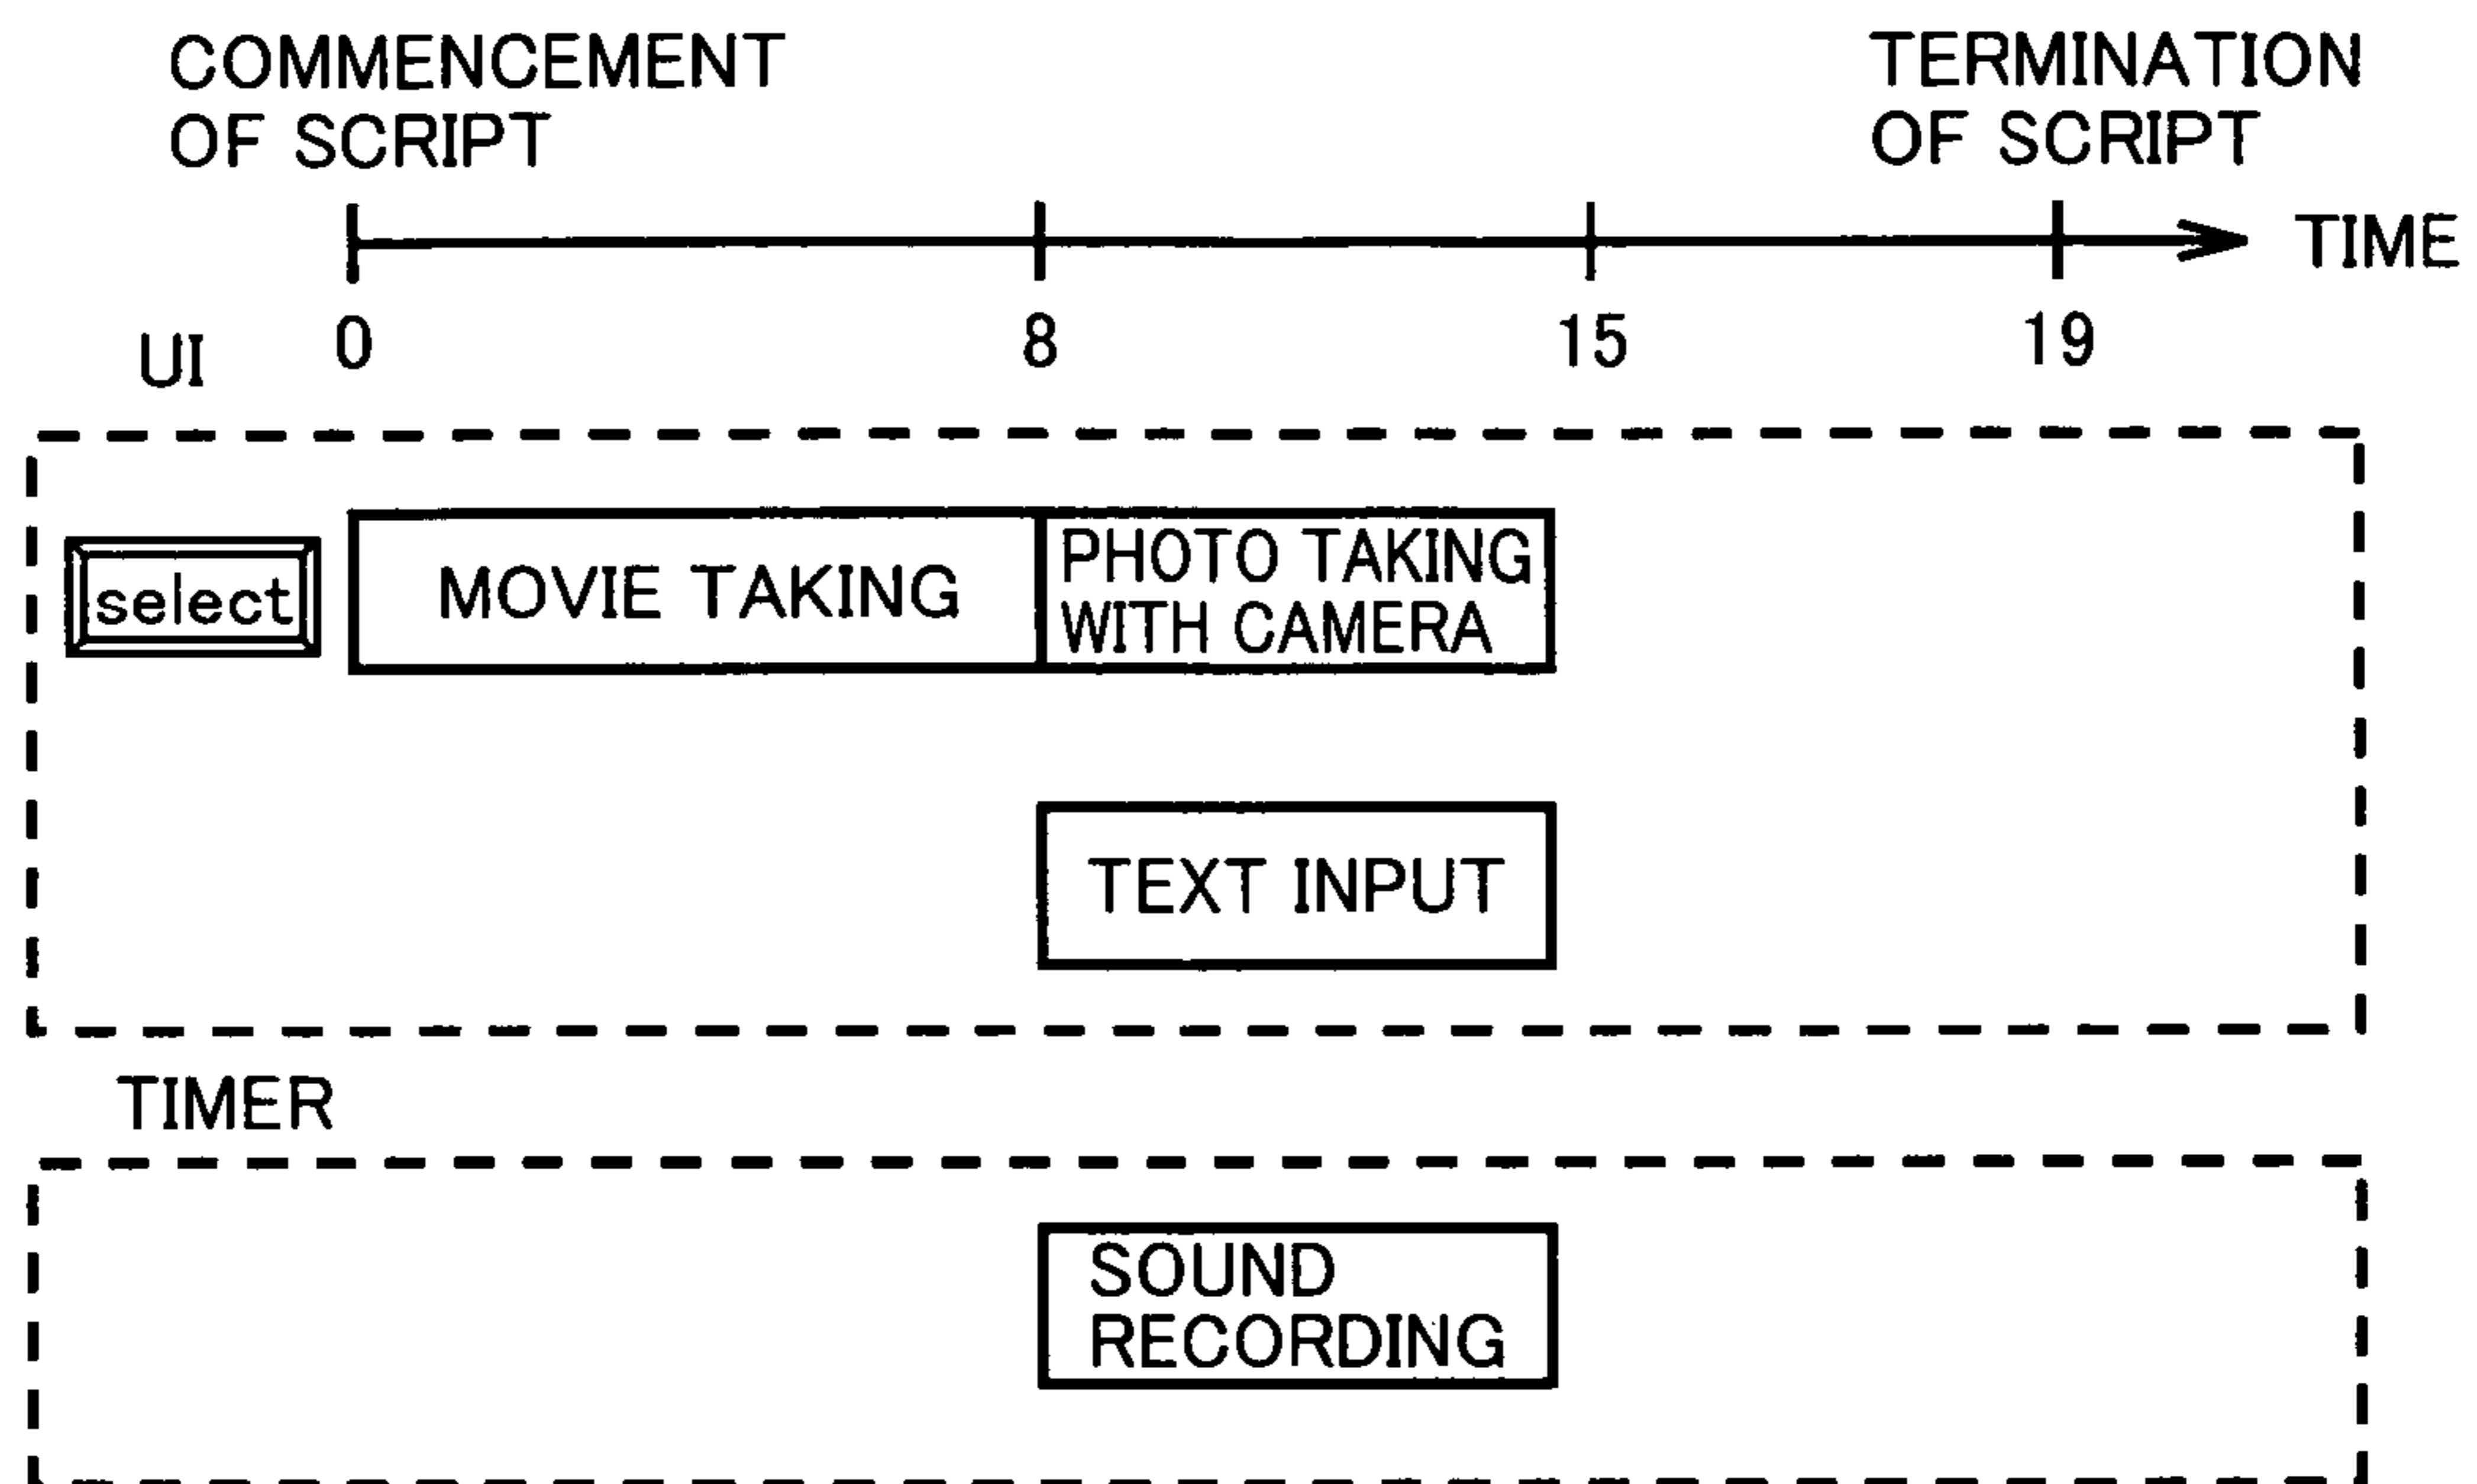 COMMENCEMENT
OF SCRIPT
TERMINATION
OF SCRIPT
TIME
0
8
15
19
UI
select
MOVIE TAKING
PHOTO TAKING
WITH CAMERA
TEXT INPUT
TIMER
SOUND
RECORDING